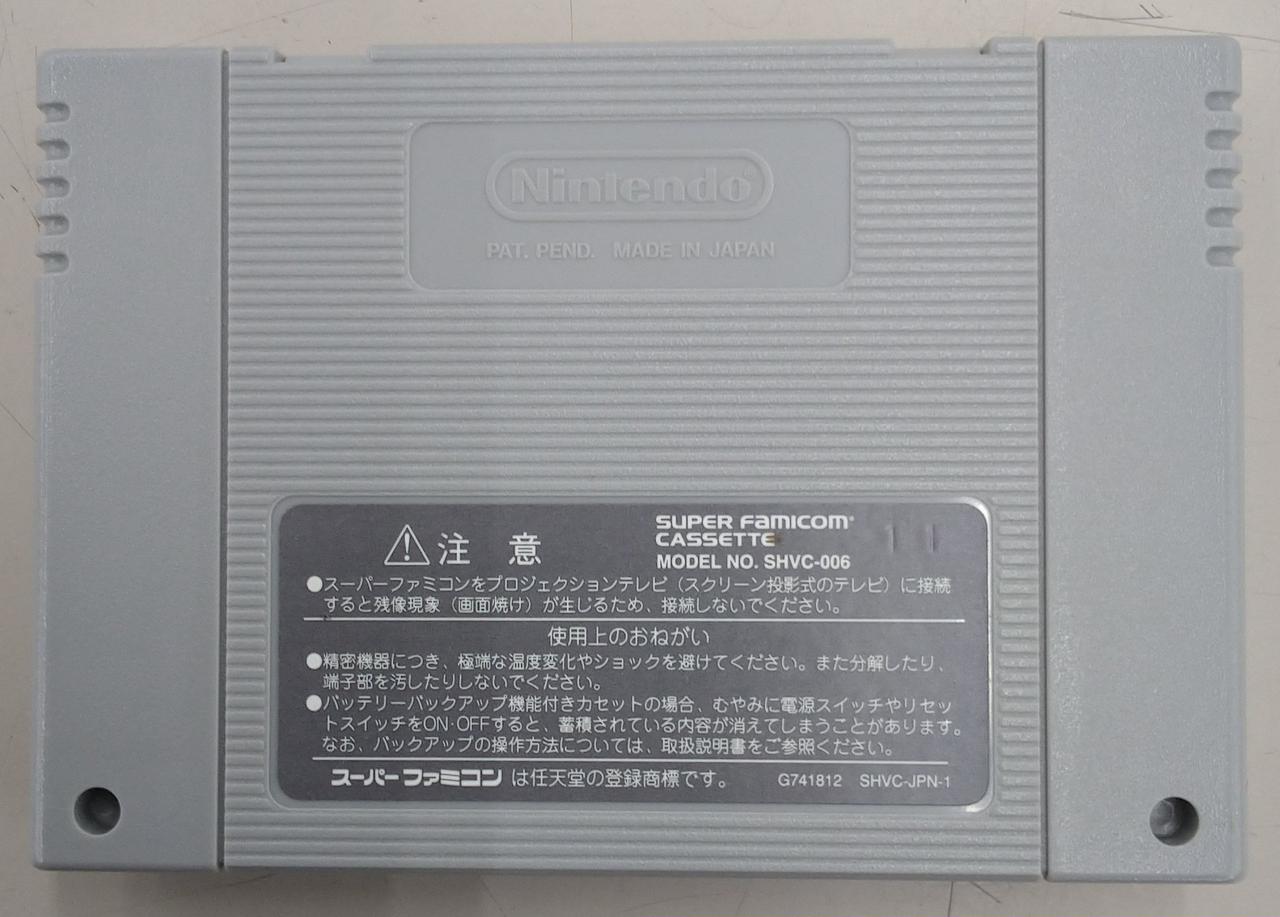 Nintendo®
PAT. PEND. MADE IN JAPAN
注 意
SUPER FAMICOM®
CASSETTE
MODEL NO. SHVC-006
11
●スーパーファミコンをプロジェクションテレビ（スクリーン投影式のテレビ）に接続
すると残像現象（画面焼け）が生じるため、接続しないでください。
使用上のおねがい
●精密機器につき、極端な温度変化やショックを避けてください。また分解したり、
端子部を汚したりしないでください。
●バッテリーバックアップ機能付きカセットの場合、むやみに電源スイッチやリセッ
トスイッチをON·OFFすると、蓄積されている内容が消えてしまうことがあります。
なお、バックアップの操作方法については、取扱説明書をご参照ください。
スーパーファミコンは任天堂の登録商標です。 G741812 SHVC-JPN-1